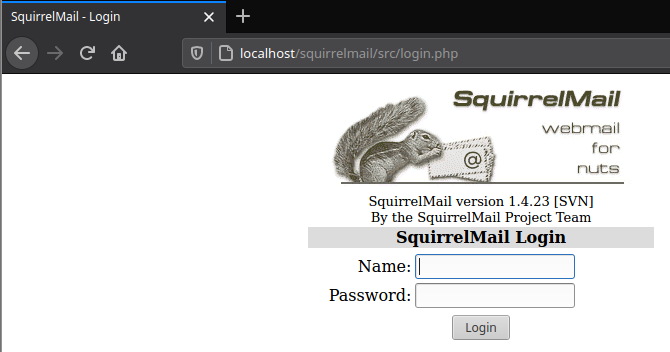 SquirrelMail - Login
localhost/squirrelmail/src/login.php
SquirrelMail
webmail
for
nuts
@
SquirrelMail version 1.4.23 [SVN]
By the SquirrelMail Project Team
SquirrelMail Login
Name:
Password:
Login